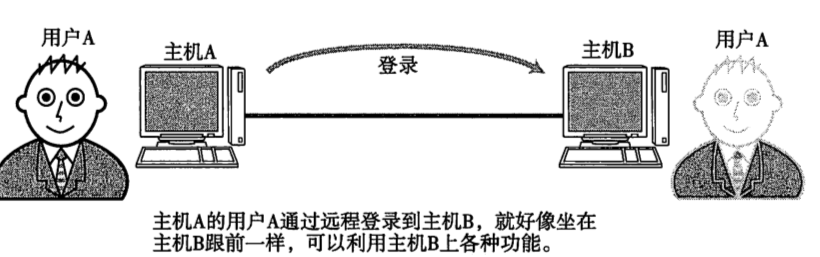 用户A
主机A
登录
主机B
用户A
主机A的用户A通过远程登录到主机B，就好像坐在
主机B跟前一样，可以利用主机B上各种功能。